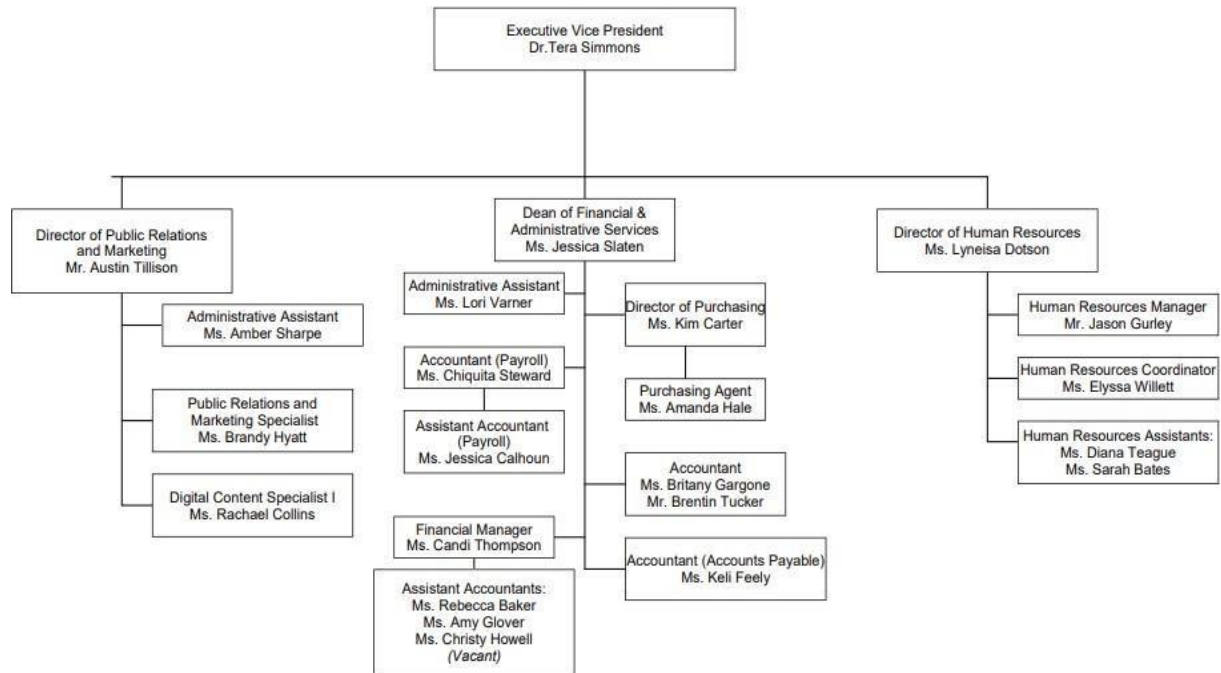 Executive Vice President
Dr.Tera Simmons
Director of Public Relations
and Marketing
Mr. Austin Tillison
Administrative Assistant
Ms. Amber Sharpe
Public Relations and
Marketing Specialist
Ms. Brandy Hyatt
Digital Content Specialist I
Ms. Rachael Collins
Dean of Financial &
Administrative Services
Ms. Jessica Slaten
Administrative Assistant
Ms. Lori Varner
Director of Purchasing
Ms. Kim Carter
Accountant (Payroll)
Ms. Chiquita Steward
Purchasing Agent
Ms. Amanda Hale
Assistant Accountant
(Payroll)
Ms. Jessica Calhoun
Accountant
Ms. Britany Gargone
Mr. Brentin Tucker
Financial Manager
Ms. Candi Thompson
Accountant (Accounts Payable)
Ms. Keli Feely
Assistant Accountants:
Ms. Rebecca Baker
Ms. Amy Glover
Ms. Christy Howell
(Vacant)
Director of Human Resources
Ms. Lyneisa Dotson
Human Resources Manager
Mr. Jason Gurley
Human Resources Coordinator
Ms. Elyssa Willett
Human Resources Assistants:
Ms. Diana Teague
Ms. Sarah Bates